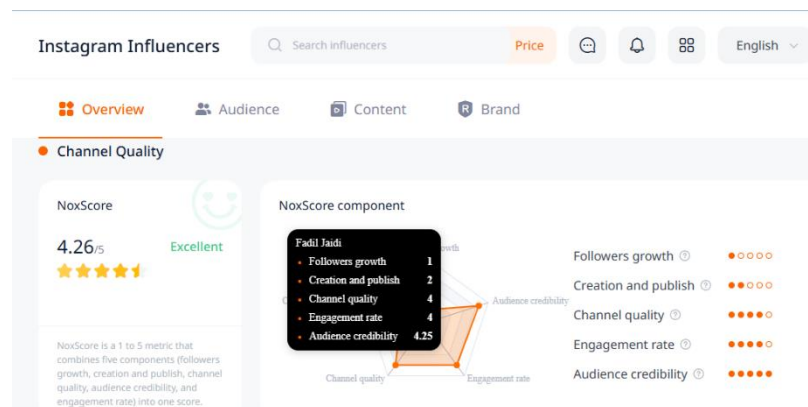 Instagram Influencers
Search influencers
Price
English
Overview
Audience
Content
Brand
Channel Quality
NoxScore
4.26/5
Excellent
NoxScore is a 1 to 5 metric that
combines five components (followers
growth, creation and publish, channel
quality, audience credibility, and
engagement rate) into one score.
NoxScore component
Fadil Jaidi
Followers growth 1
Creation and publish 2
Channel quality 4
Engagement rate 4
Audience credibility 4.25
Audience credibility
Channel quality
Engagement rate
Followers growth
Creation and publish
Channel quality
Engagement rate
Audience credibility